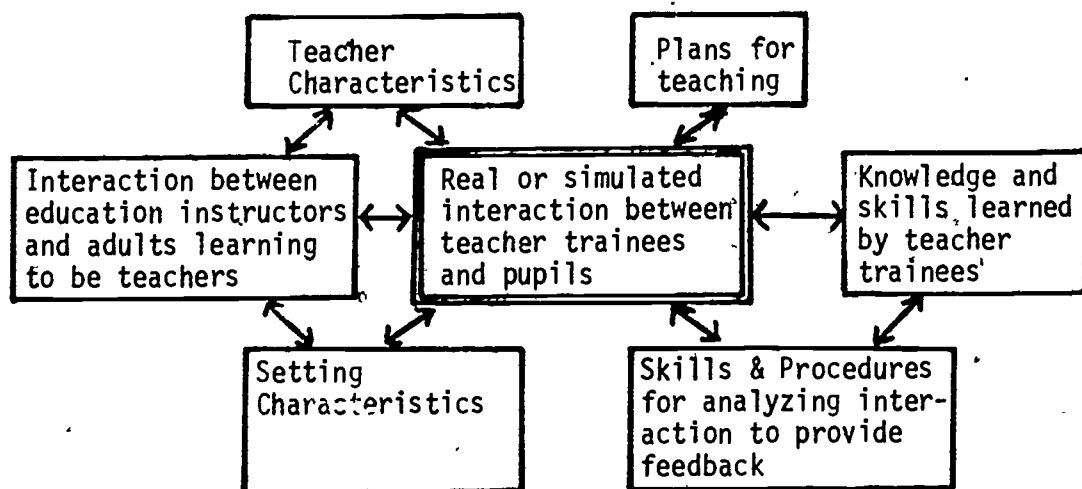 Teacher
Characteristics
Plans for
teaching
Interaction between
education instructors
and adults learning
to be teachers
Real or simulated
interaction between
teacher trainees
and pupils
Knowledge and
skills learned
by teacher
trainees
Setting
Characteristics
Skills & Procedures
for analyzing inter-
action to provide
feedback